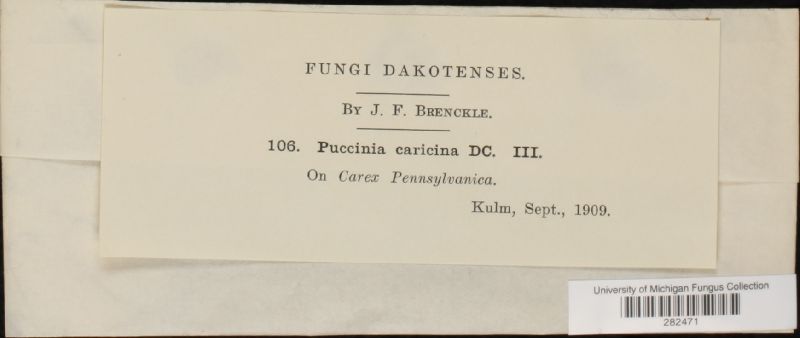 FUNGI DAKOTENSES.
BY J. F. BRENCKLE.
106. Puccinia caricina DC. III.
On Carex Pennsylvanica.
Kulm, Sept., 1909.
University of Michigan Fungus Collection
282471